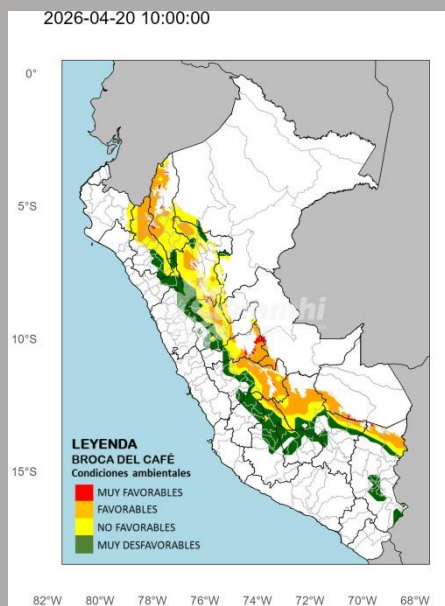 2026-04-20 10:00:00
0°
5°S
10°S
15°S
senamhi
LEYENDA
BROCA DEL CAFÉ
Condiciones ambientales
MUY FAVORABLES
FAVORABLES
NO FAVORABLES
MUY DESFAVORABLES
82°W 80°W 78°W 76°W 74°W 72°W 70°W 68°W